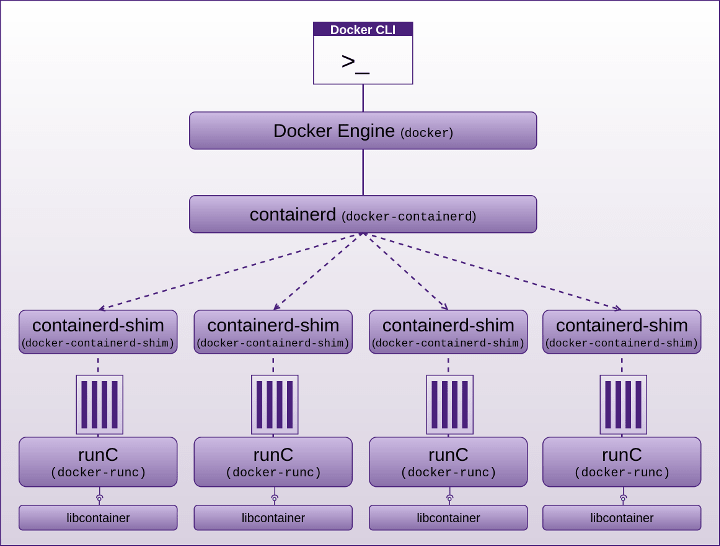 Docker CLI
>_
Docker Engine (docker)
containerd (docker-containerd)
containerd-shim containerd-shim containerd-shim containerd-shim
(docker-containerd-shim) (docker-containerd-shim) (docker-containerd-shim) (docker-containerd-shim)
runC runC runC runC
(docker-runc) (docker-runc) (docker-runc) (docker-runc)
libcontainer libcontainer libcontainer libcontainer